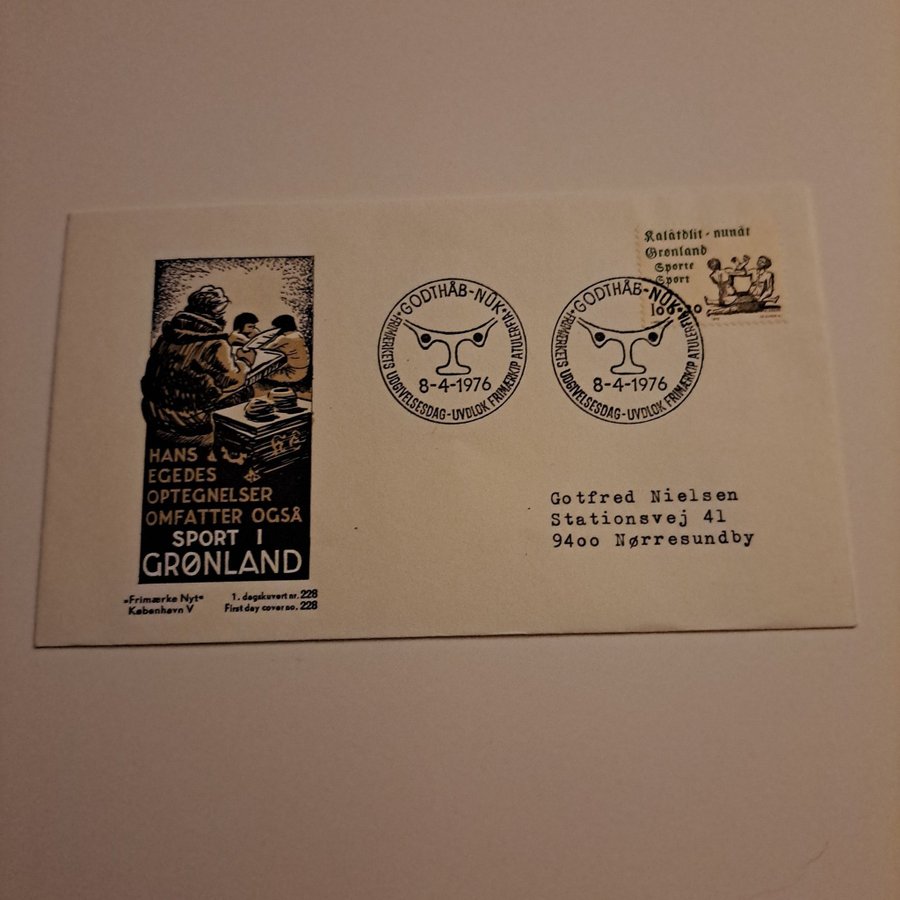 HANS
EGEDES
OPTEGNELSER
OMFATTER OGSÅ
SPORT I
GRØNLAND
»Frimærke Nyt«
København V
1. dagskuvert nr. 228
First day cover no. 228
GODTHÅB-NÛK
8-4-1976
FRIMÆRKETS UDGIVELSESDAG-UVDLOK FRIMÆRKIP ATULERFIA
GODTHÅB-NÛK
8-4-1976
FRIMÆRKETS UDGIVELSESDAG-UVDLOK FRIMÆRKIP ATULERFIA
Kalâtdlit-nunât
Grønland
Sporte
Sport
Gotfred Nielsen
Stationsvej 41
94oo Nørresundby